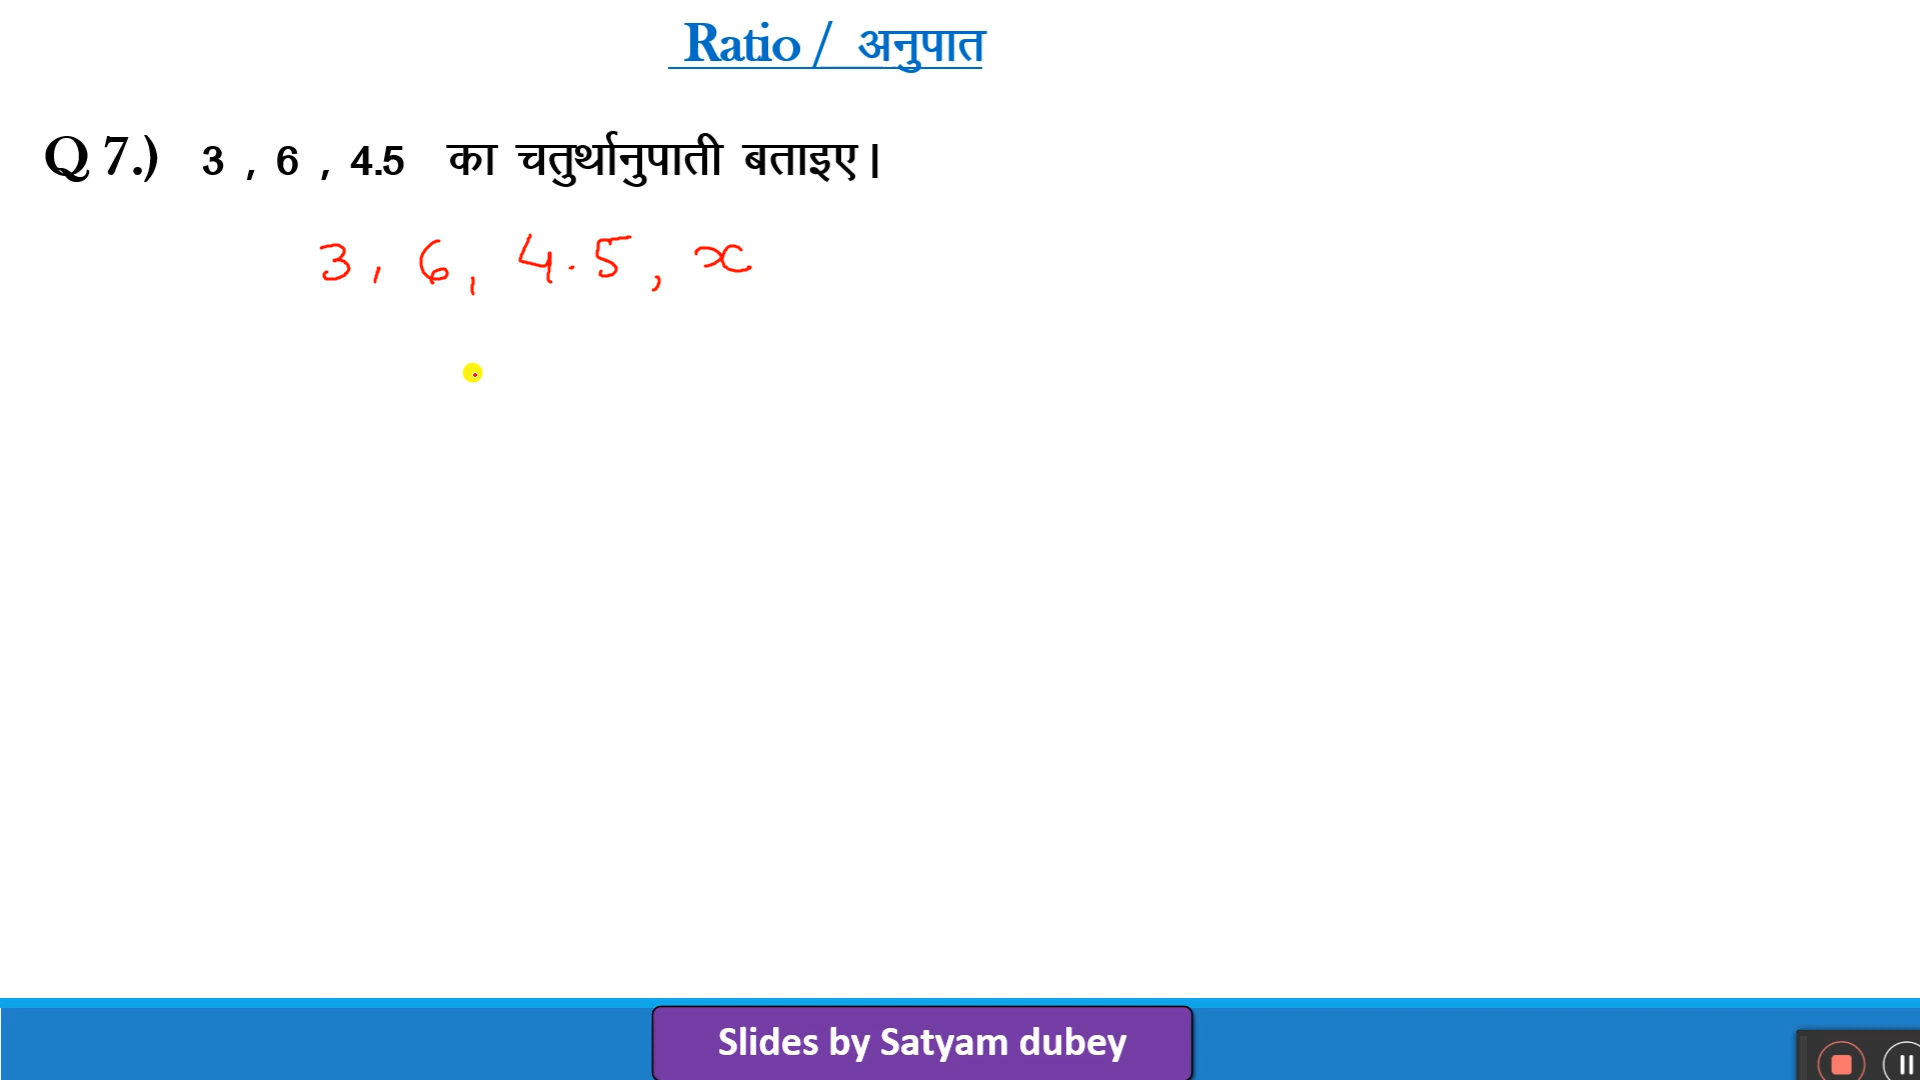 Ratio / अनुपात
Q 7.) 3 , 6 , 4.5 का चतुर्थानुपाती बताइए।
3, 6, 4.5, x
Slides by Satyam dubey